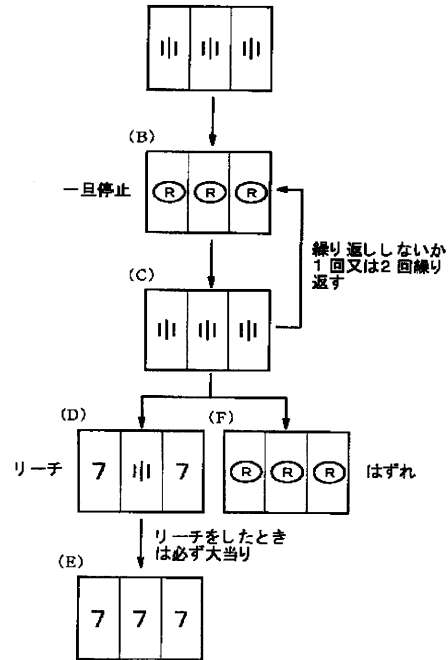 (B)
一旦停止
R R R
繰り返ししないか
1回又は2回繰り
返す
(C)
(D)
(F)
リーチ
7 7
R R R
はずれ
リーチをしたとき
は必ず大当り
(E)
7 7 7